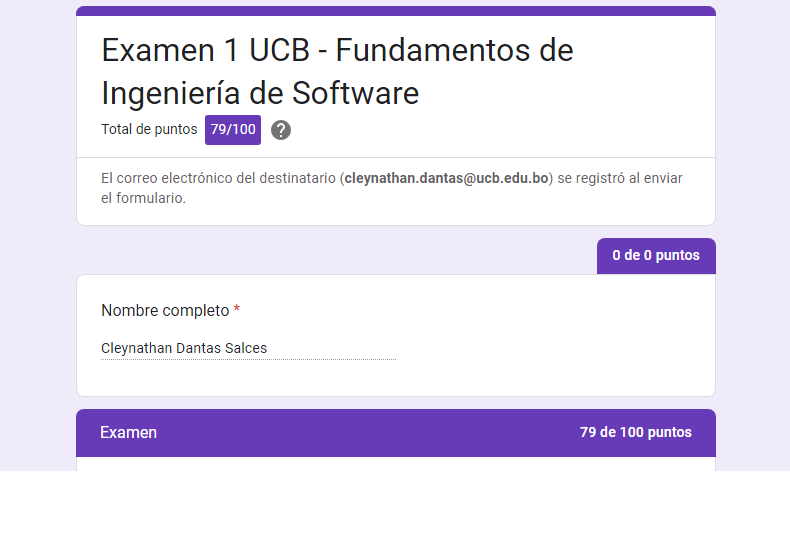 Examen 1 UCB - Fundamentos de
Ingeniería de Software
Total de puntos 79/100 ?
El correo electrónico del destinatario (cleynathan.dantas@ucb.edu.bo) se registró al enviar
el formulario.
0 de 0 puntos
Nombre completo *
Cleynathan Dantas Salces
Examen 79 de 100 puntos